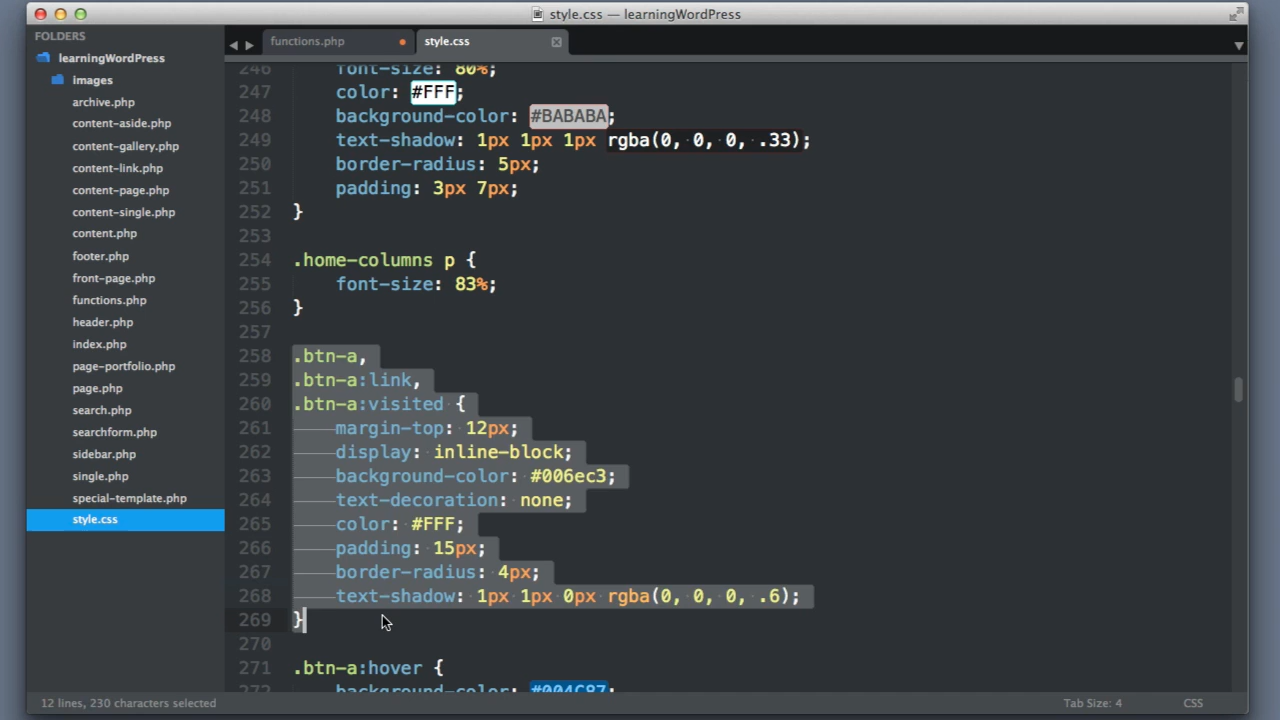 style.css — learningWordPress
FOLDERS
learningWordPress
images
archive.php
content-aside.php
content-gallery.php
content-link.php
content-page.php
content-single.php
content.php
footer.php
front-page.php
functions.php
header.php
index.php
page-portfolio.php
page.php
search.php
searchform.php
sidebar.php
single.php
special-template.php
style.css
functions.php
style.css
246 font-size: 80%;
247 color: #FFF;
248 background-color: #BABABA;
249 text-shadow: 1px 1px 1px rgba(0, 0, 0, .33);
250 border-radius: 5px;
251 padding: 3px 7px;
252 }
253
254 .home-columns p {
255 font-size: 83%;
256 }
257
258 .btn-a,
259 .btn-a:link,
260 .btn-a:visited {
261 margin-top: 12px;
262 display: inline-block;
263 background-color: #006ec3;
264 text-decoration: none;
265 color: #FFF;
266 padding: 15px;
267 border-radius: 4px;
268 text-shadow: 1px 1px 0px rgba(0, 0, 0, .6);
269 }
270
271 .btn-a:hover {
272 background-color: #004C87;
12 lines, 230 characters selected
Tab Size: 4
CSS